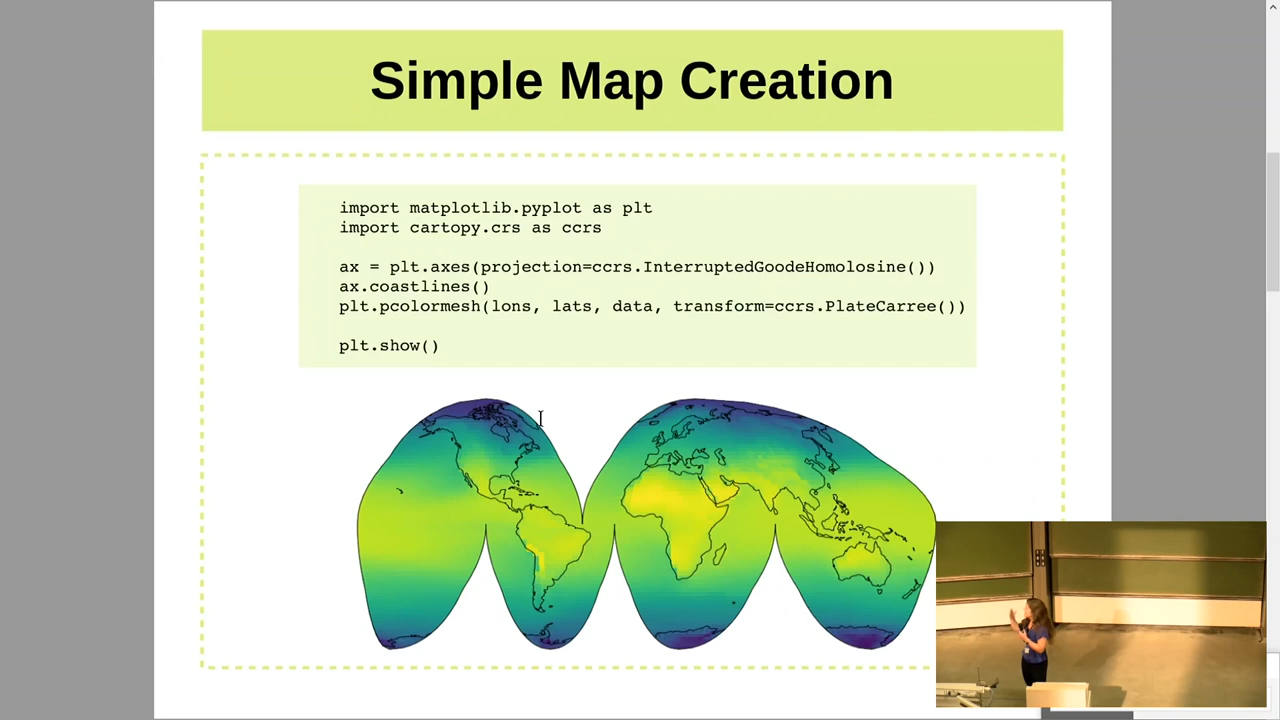 Simple Map Creation
import matplotlib.pyplot as plt
import cartopy.crs as ccrs
ax = plt.axes(projection=ccrs.InterruptedGoodeHomolosine())
ax.coastlines()
plt.pcolormesh(lons, lats, data, transform=ccrs.PlateCarree())
plt.show()